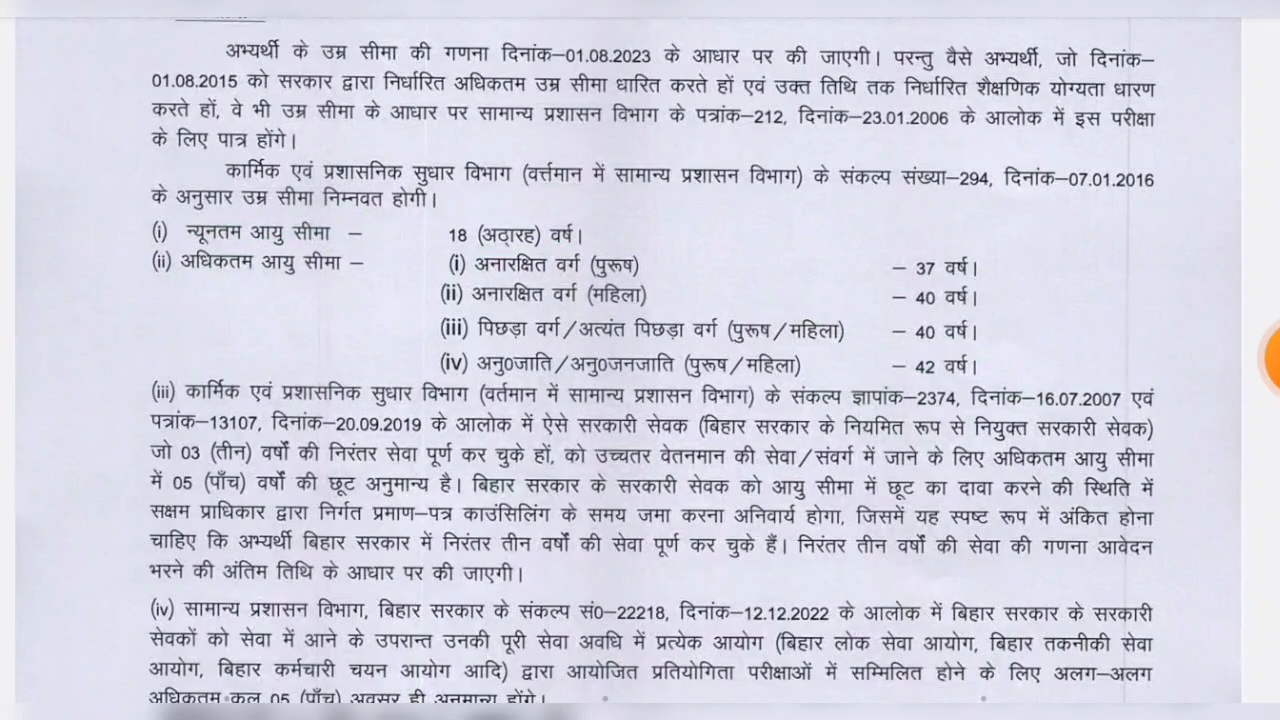 अभ्यर्थी के उम्र सीमा की गणना दिनांक–01.08.2023 के आधार पर की जाएगी। परन्तु वैसे अभ्यर्थी, जो दिनांक–
01.08.2015 को सरकार द्वारा निर्धारित अधिकतम उम्र सीमा धारित करते हों एवं उक्त तिथि तक निर्धारित शैक्षणिक योग्यता धारण
करते हों, वे भी उम्र सीमा के आधार पर सामान्य प्रशासन विभाग के पत्रांक–212, दिनांक–23.01.2006 के आलोक में इस परीक्षा
के लिए पात्र होंगे।
कार्मिक एवं प्रशासनिक सुधार विभाग (वर्त्तमान में सामान्य प्रशासन विभाग) के संकल्प संख्या–294, दिनांक–07.01.2016
के अनुसार उम्र सीमा निम्नवत होगी।
(i) न्यूनतम आयु सीमा – 18 (अठ्ारह) वर्ष।
(ii) अधिकतम आयु सीमा – (i) अनारक्षित वर्ग (पुरूष) – 37 वर्ष।
(ii) अनारक्षित वर्ग (महिला) – 40 वर्ष।
(iii) पिछड़ा वर्ग/अत्यंत पिछड़ा वर्ग (पुरूष/महिला) – 40 वर्ष।
(iv) अनु0जाति/अनु0जनजाति (पुरूष/महिला) – 42 वर्ष।
(iii) कार्मिक एवं प्रशासनिक सुधार विभाग (वर्तमान में सामान्य प्रशासन विभाग) के संकल्प ज्ञापांक–2374, दिनांक–16.07.2007 एवं
पत्रांक–13107, दिनांक–20.09.2019 के आलोक में ऐसे सरकारी सेवक (बिहार सरकार के नियमित रूप से नियुक्त सरकारी सेवक)
जो 03 (तीन) वर्षों की निरंतर सेवा पूर्ण कर चुके हों, को उच्चतर वेतनमान की सेवा/संवर्ग में जाने के लिए अधिकतम आयु सीमा
में 05 (पाँच) वर्षों की छूट अनुमान्य है। बिहार सरकार के सरकारी सेवक को आयु सीमा में छूट का दावा करने की स्थिति में
सक्षम प्राधिकार द्वारा निर्गत प्रमाण–पत्र काउंसिलिंग के समय जमा करना अनिवार्य होगा, जिसमें यह स्पष्ट रूप में अंकित होना
चाहिए कि अभ्यर्थी बिहार सरकार में निरंतर तीन वर्षों की सेवा पूर्ण कर चुके हैं। निरंतर तीन वर्षों की सेवा की गणना आवेदन
भरने की अंतिम तिथि के आधार पर की जाएगी।
(iv) सामान्य प्रशासन विभाग, बिहार सरकार के संकल्प सं0–22218, दिनांक–12.12.2022 के आलोक में बिहार सरकार के सरकारी
सेवकों को सेवा में आने के उपरान्त उनकी पूरी सेवा अवधि में प्रत्येक आयोग (बिहार लोक सेवा आयोग, बिहार तकनीकी सेवा
आयोग, बिहार कर्मचारी चयन आयोग आदि) द्वारा आयोजित प्रतियोगिता परीक्षाओं में सम्मिलित होने के लिए अलग–अलग
अधिकतम कुल 05 (पाँच) अवसर ही अनुमान्य होंगे।